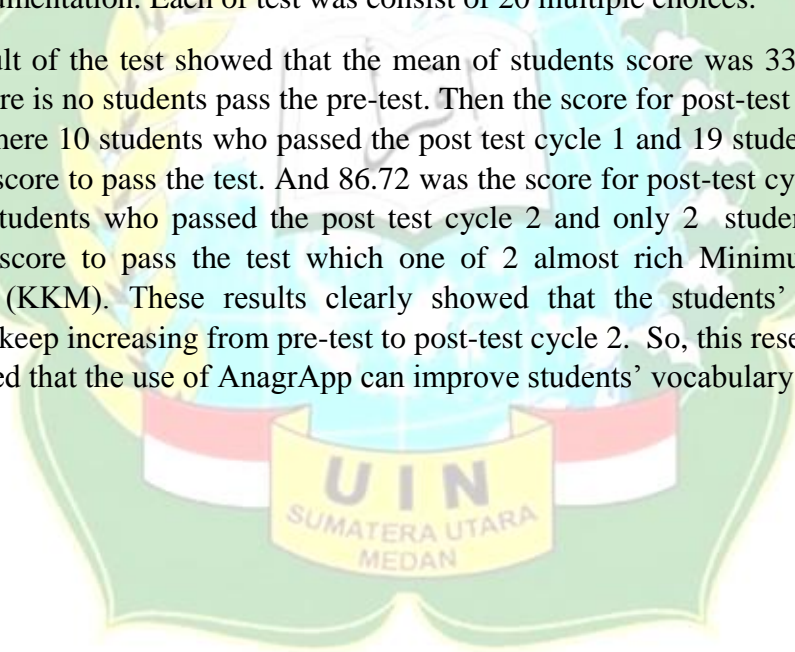 umentation. Each of test was consist of 20 multiple choices.
ult of the test showed that the mean of students score was 33
re is no students pass the pre-test. Then the score for post-test
here 10 students who passed the post test cycle 1 and 19 stude
score to pass the test. And 86.72 was the score for post-test cy
students who passed the post test cycle 2 and only 2 studen
score to pass the test which one of 2 almost rich Minimu
(KKM). These results clearly showed that the students’
keep increasing from pre-test to post-test cycle 2. So, this rese
ed that the use of AnagrApp can improve students’ vocabulary
UIN
SUMATERA UTARA
MEDAN